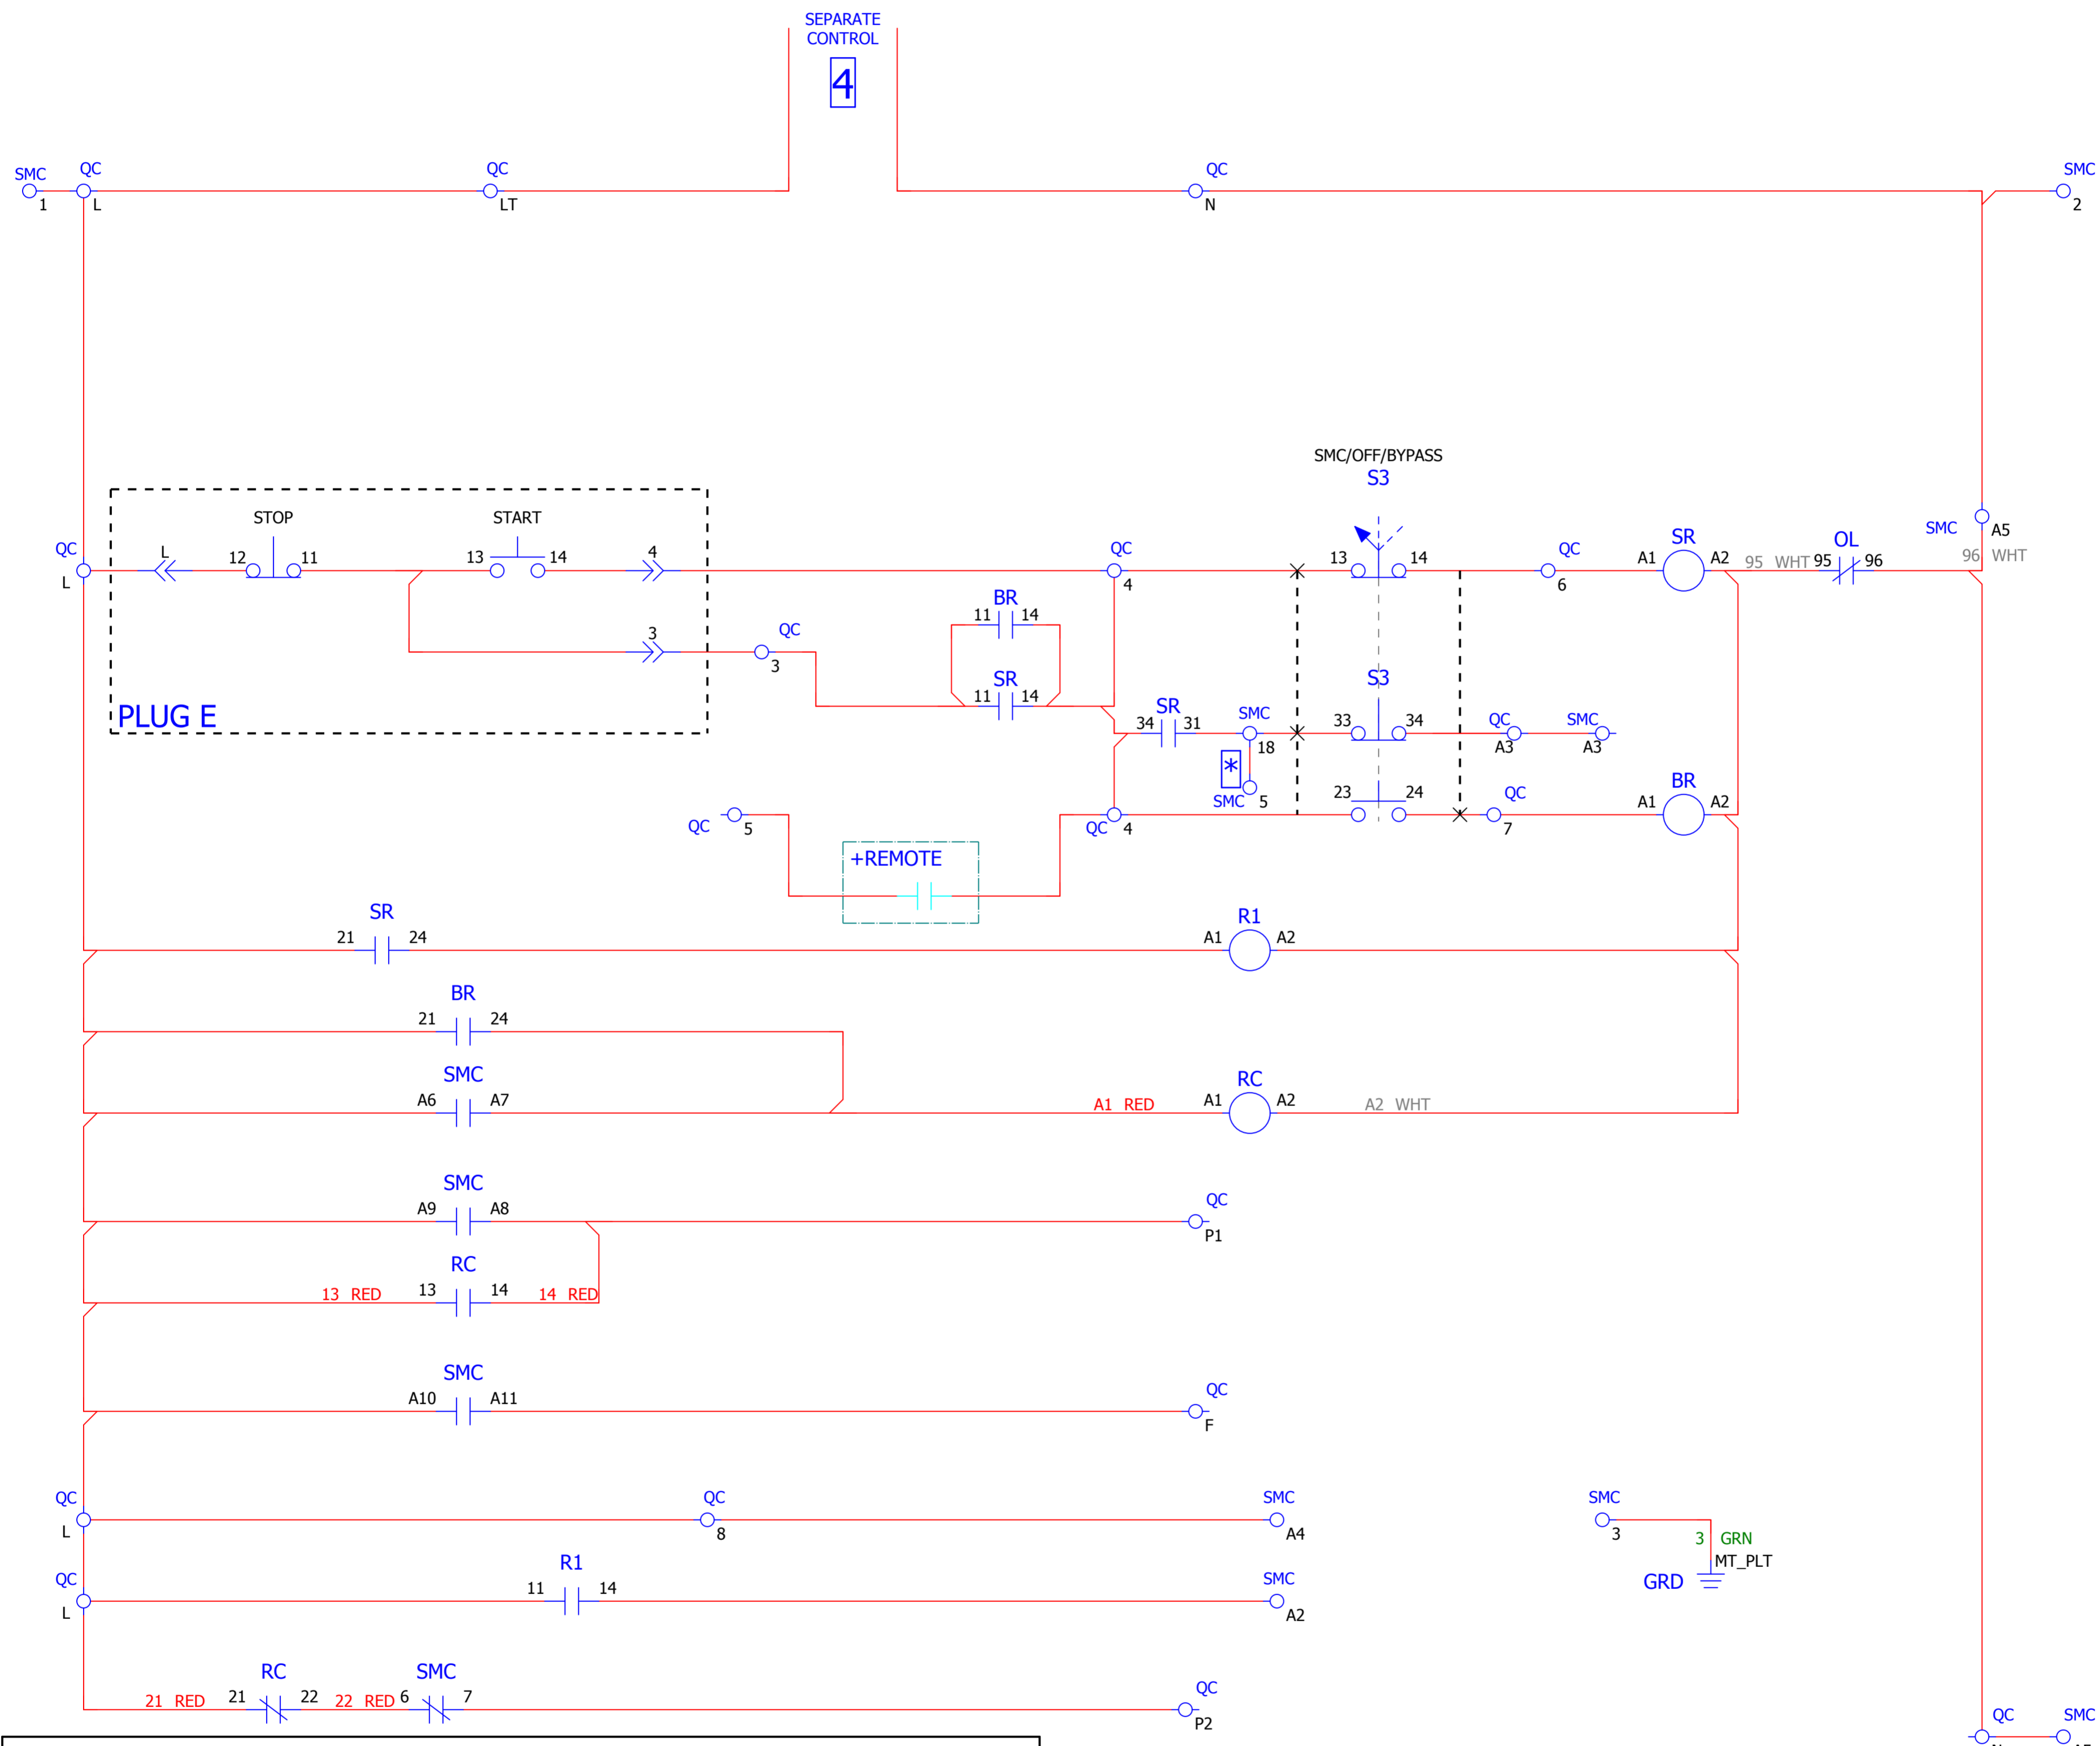 SEPARATE
CONTROL
4
SMC
1
QC
L
QC
LT
QC
N
SMC
2
SMC/OFF/BYPASS
S3
STOP
START
QC
L
L
12
11
13
14
4
QC
4
13
14
QC
6
SR
A1
A2
95 WHT
OL
95
96
SMC
A5
96 WHT
BR
11
14
3
QC
3
PLUG E
SR
11
14
SR
34
31
SMC
18
*
SMC
5
S3
33
34
QC
A3
SMC
A3
QC
5
QC
4
23
24
QC
7
BR
A1
A2
+REMOTE
SR
21
24
R1
A1
A2
BR
21
24
SMC
A6
A7
A1 RED
RC
A1
A2
A2 WHT
SMC
A9
A8
QC
P1
RC
13 RED
13
14
14 RED
SMC
A10
A11
QC
F
QC
L
QC
8
SMC
A4
SMC
3
3 GRN
MT_PLT
GRD
QC
L
R1
11
14
SMC
A2
RC
21 RED
21
22
22 RED
SMC
6
7
QC
P2
QC
SMC